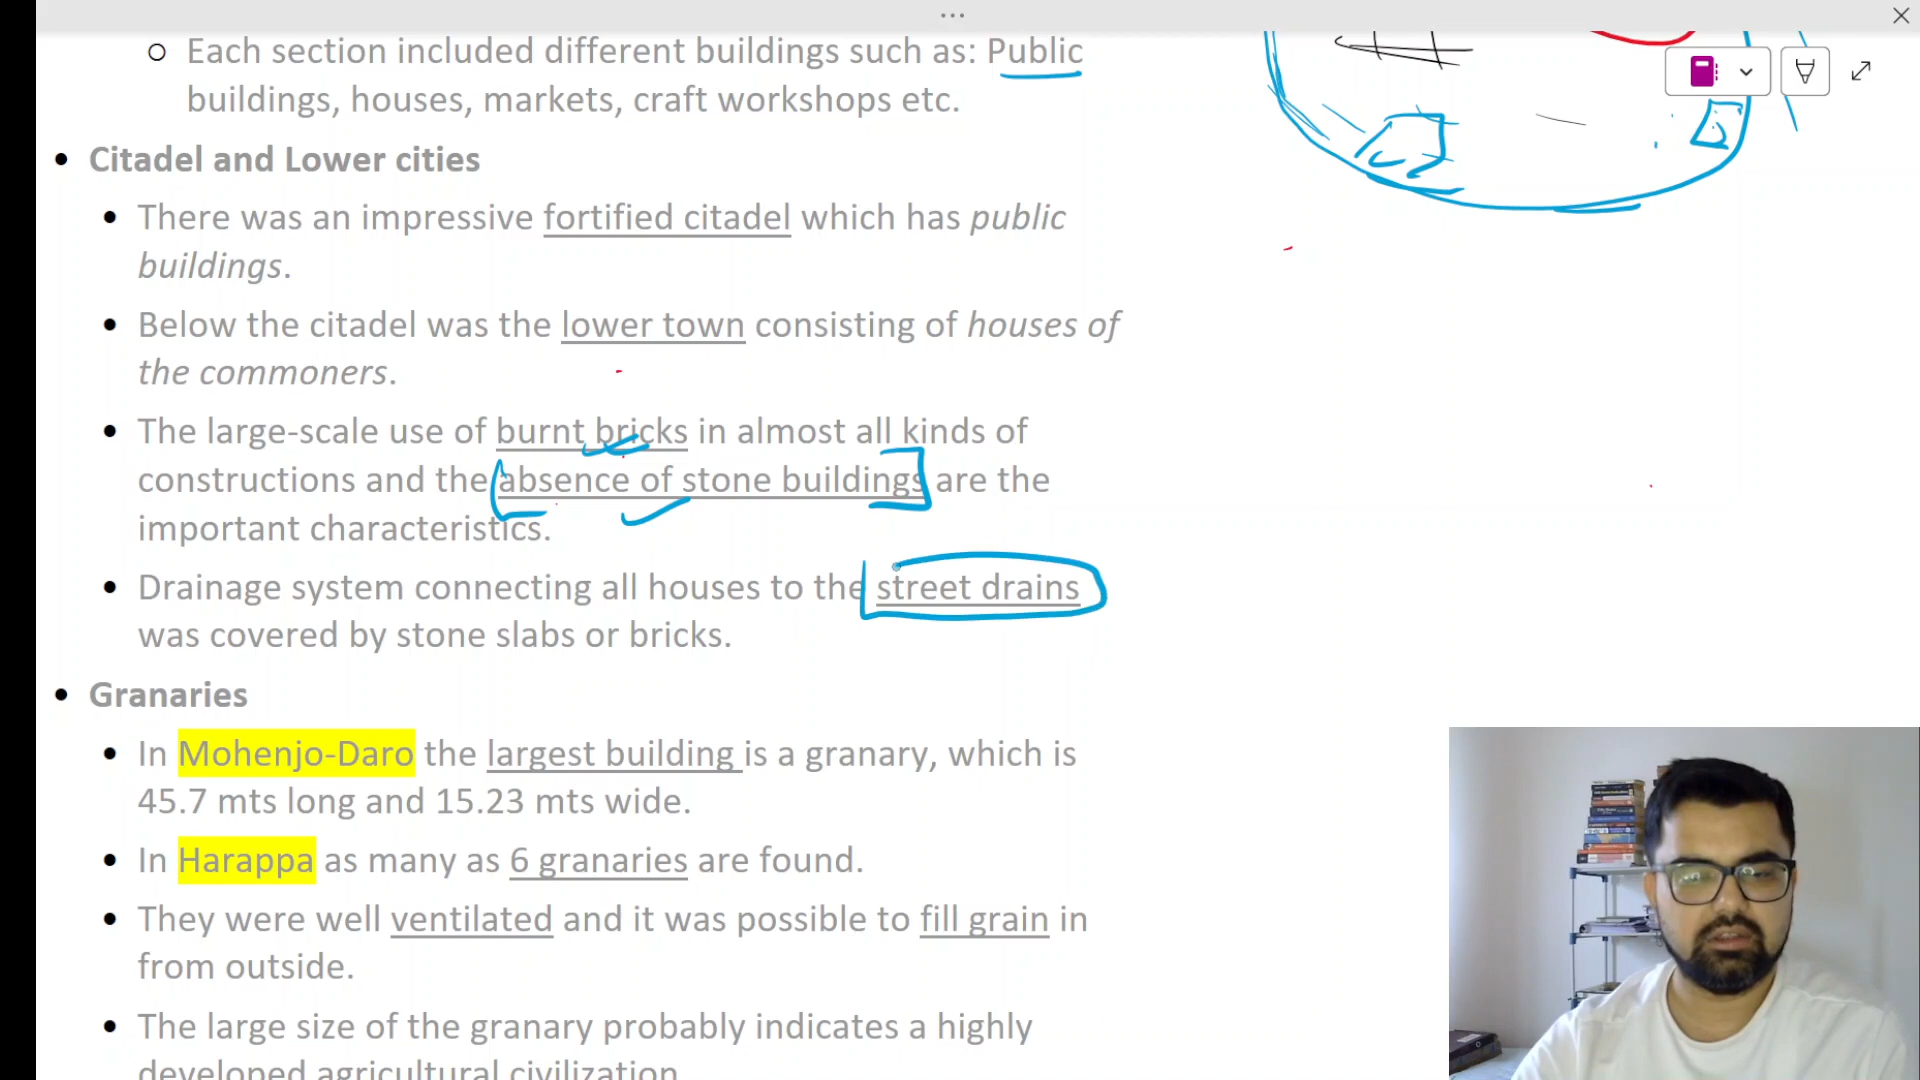 Each section included different buildings such as: Public
buildings, houses, markets, craft workshops etc.
Citadel and Lower cities
There was an impressive fortified citadel which has public
buildings.
Below the citadel was the lower town consisting of houses of
the commoners.
The large-scale use of burnt bricks in almost all kinds of
constructions and the absence of stone buildings are the
important characteristics.
Drainage system connecting all houses to the street drains
was covered by stone slabs or bricks.
Granaries
In Mohenjo-Daro the largest building is a granary, which is
45.7 mts long and 15.23 mts wide.
In Harappa as many as 6 granaries are found.
They were well ventilated and it was possible to fill grain in
from outside.
The large size of the granary probably indicates a highly
developed agricultural civilization